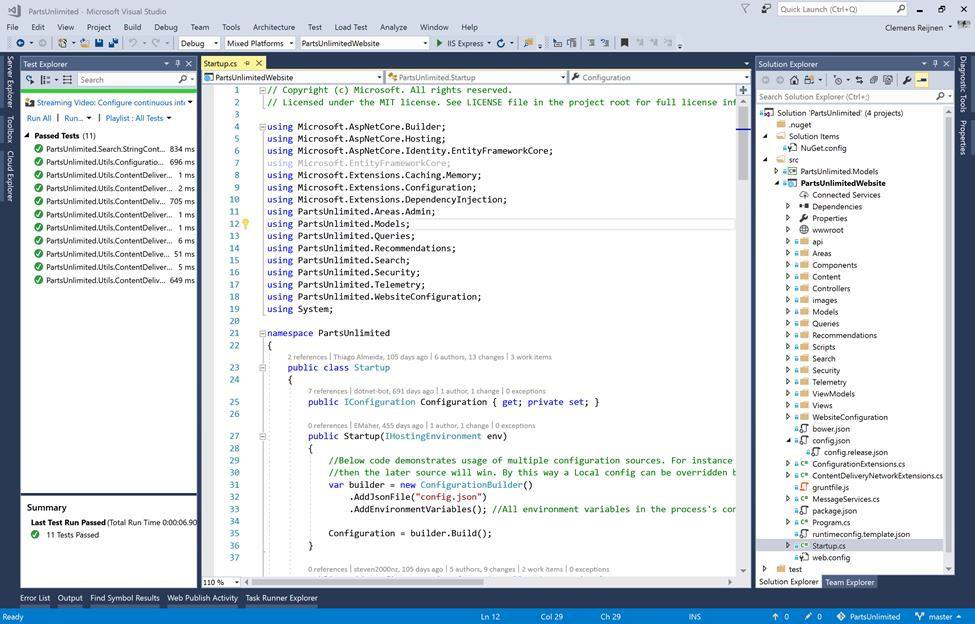 PartsUnlimited - Microsoft Visual Studio
Quick Launch (Ctrl+Q)
File Edit View Project Build Debug Team Tools Architecture Test Load Test Analyze Window Help
Clemens Reijnen
Debug Mixed Platforms PartsUnlimitedWebsite IIS Express
Server Explorer
Toolbox
Cloud Explorer
Test Explorer
Search
Streaming Video: Configure continuous inte
Run All Run... Playlist : All Tests
Passed Tests (11)
PartsUnlimited.Search.StringCont... 834 ms
PartsUnlimited.Utils.Configuratio... 696 ms
PartsUnlimited.Utils.ContentDeliver... 1 ms
PartsUnlimited.Utils.ContentDeliver... 2 ms
PartsUnlimited.Utils.ContentDeliver... 705 ms
PartsUnlimited.Utils.ContentDeliver... 1 ms
PartsUnlimited.Utils.ContentDeliver... 1 ms
PartsUnlimited.Utils.ContentDeliver... 6 ms
PartsUnlimited.Utils.ContentDelive... 51 ms
PartsUnlimited.Utils.ContentDeliver... 5 ms
PartsUnlimited.Utils.ContentDeliv... 649 ms
Summary
Last Test Run Passed (Total Run Time 0:00:06.90
11 Tests Passed
Startup.cs
PartsUnlimitedWebsite PartsUnlimited.Startup Configuration
1 // Copyright (c) Microsoft. All rights reserved.
2 // Licensed under the MIT license. See LICENSE file in the project root for full license inf
3
4 using Microsoft.AspNetCore.Builder;
5 using Microsoft.AspNetCore.Hosting;
6 using Microsoft.AspNetCore.Identity.EntityFrameworkCore;
7 using Microsoft.EntityFrameworkCore;
8 using Microsoft.Extensions.Caching.Memory;
9 using Microsoft.Extensions.Configuration;
10 using Microsoft.Extensions.DependencyInjection;
11 using PartsUnlimited.Areas.Admin;
12 using PartsUnlimited.Models;
13 using PartsUnlimited.Queries;
14 using PartsUnlimited.Recommendations;
15 using PartsUnlimited.Search;
16 using PartsUnlimited.Security;
17 using PartsUnlimited.Telemetry;
18 using PartsUnlimited.WebsiteConfiguration;
19 using System;
20
21 namespace PartsUnlimited
22 {
2 references | Thiago Almeida, 105 days ago | 6 authors, 13 changes | 3 work items
23 public class Startup
24 {
7 references | dotnet-bot, 691 days ago | 1 author, 1 change | 0 exceptions
25 public IConfiguration Configuration { get; private set; }
26
0 references | EMaher, 455 days ago | 1 author, 1 change | 0 exceptions
27 public Startup(IHostingEnvironment env)
28 {
29 //Below code demonstrates usage of multiple configuration sources. For instance
30 //then the later source will win. By this way a Local config can be overridden b
31 var builder = new ConfigurationBuilder()
32 .AddJsonFile("config.json")
33 .AddEnvironmentVariables(); //All environment variables in the process's con
34
35 Configuration = builder.Build();
36 }
37
0 references | steven2000nz, 105 days ago | 5 authors, 9 changes | 2 work items | 0 exceptions
110 %
Solution Explorer
Search Solution Explorer (Ctrl+;)
Solution 'PartsUnlimited' (4 projects)
.nuget
Solution Items
NuGet.config
src
PartsUnlimited.Models
PartsUnlimitedWebsite
Connected Services
Dependencies
Properties
wwwroot
api
Areas
Components
Content
Controllers
images
Models
Queries
Recommendations
Scripts
Search
Security
Telemetry
ViewModels
Views
WebsiteConfiguration
bower.json
config.json
config.release.json
ConfigurationExtensions.cs
ContentDeliveryNetworkExtensions.cs
gruntfile.js
MessageServices.cs
package.json
Program.cs
runtimeconfig.template.json
Startup.cs
web.config
test
Solution Explorer Team Explorer
Diagnostic Tools
Properties
Error List Output Find Symbol Results Web Publish Activity Task Runner Explorer
Ready Ln 12 Col 29 Ch 29 INS 0 0 PartsUnlimited master